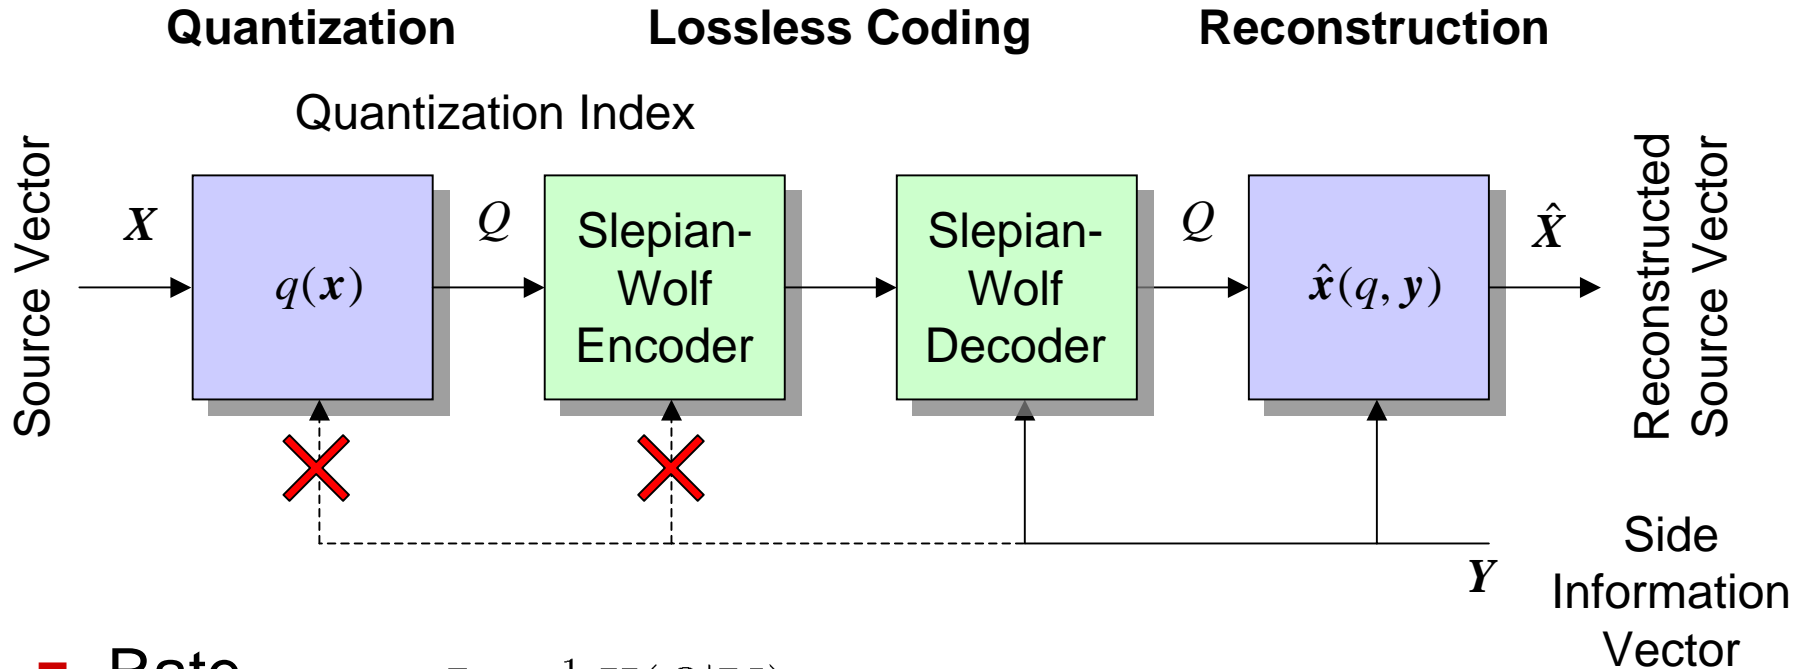 Quantization Lossless Coding Reconstruction
Quantization Index
Source Vector
X
q(x)
Q
Slepian-
Wolf
Encoder
Slepian-
Wolf
Decoder
Q
x̂(q, y)
X̂
Reconstructed
Source Vector
Y
Side
Information
Vector
Rate